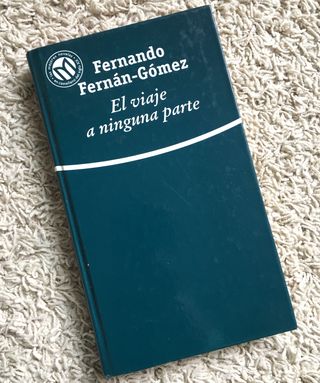 Fernando
Fernán-Gómez
El viaje
a ninguna parte